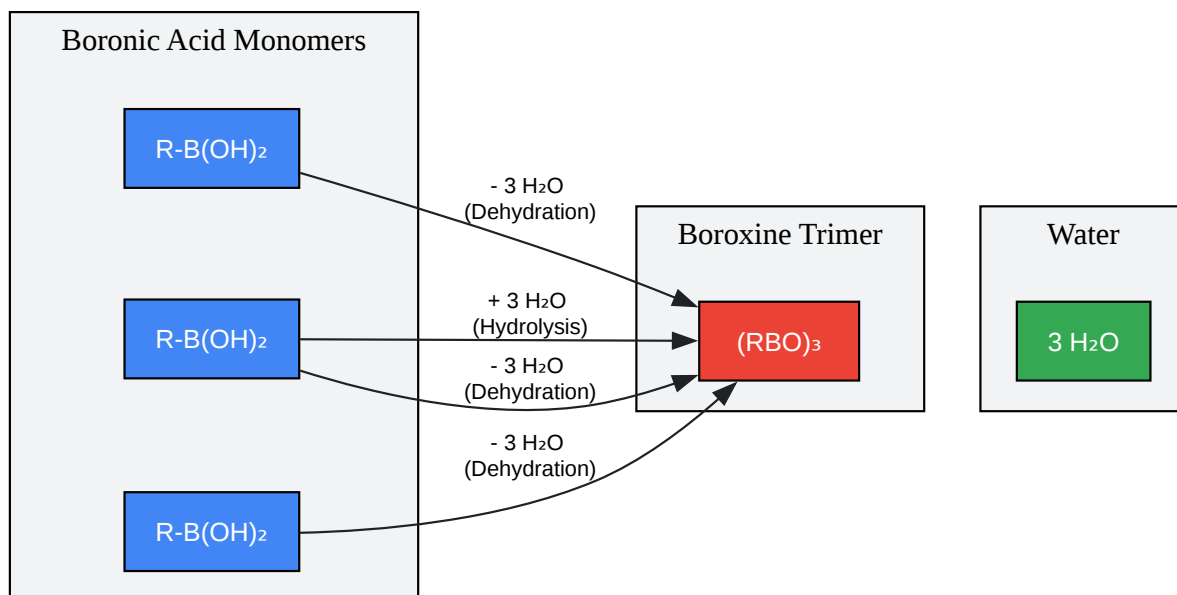 Boronic Acid Monomers
R-B(OH)₂
- 3 H₂O
(Dehydration)
Boroxine Trimer
Water
R-B(OH)₂
+ 3 H₂O
(Hydrolysis)
(RBO)₃
3 H₂O
- 3 H₂O
(Dehydration)
- 3 H₂O
(Dehydration)
R-B(OH)₂